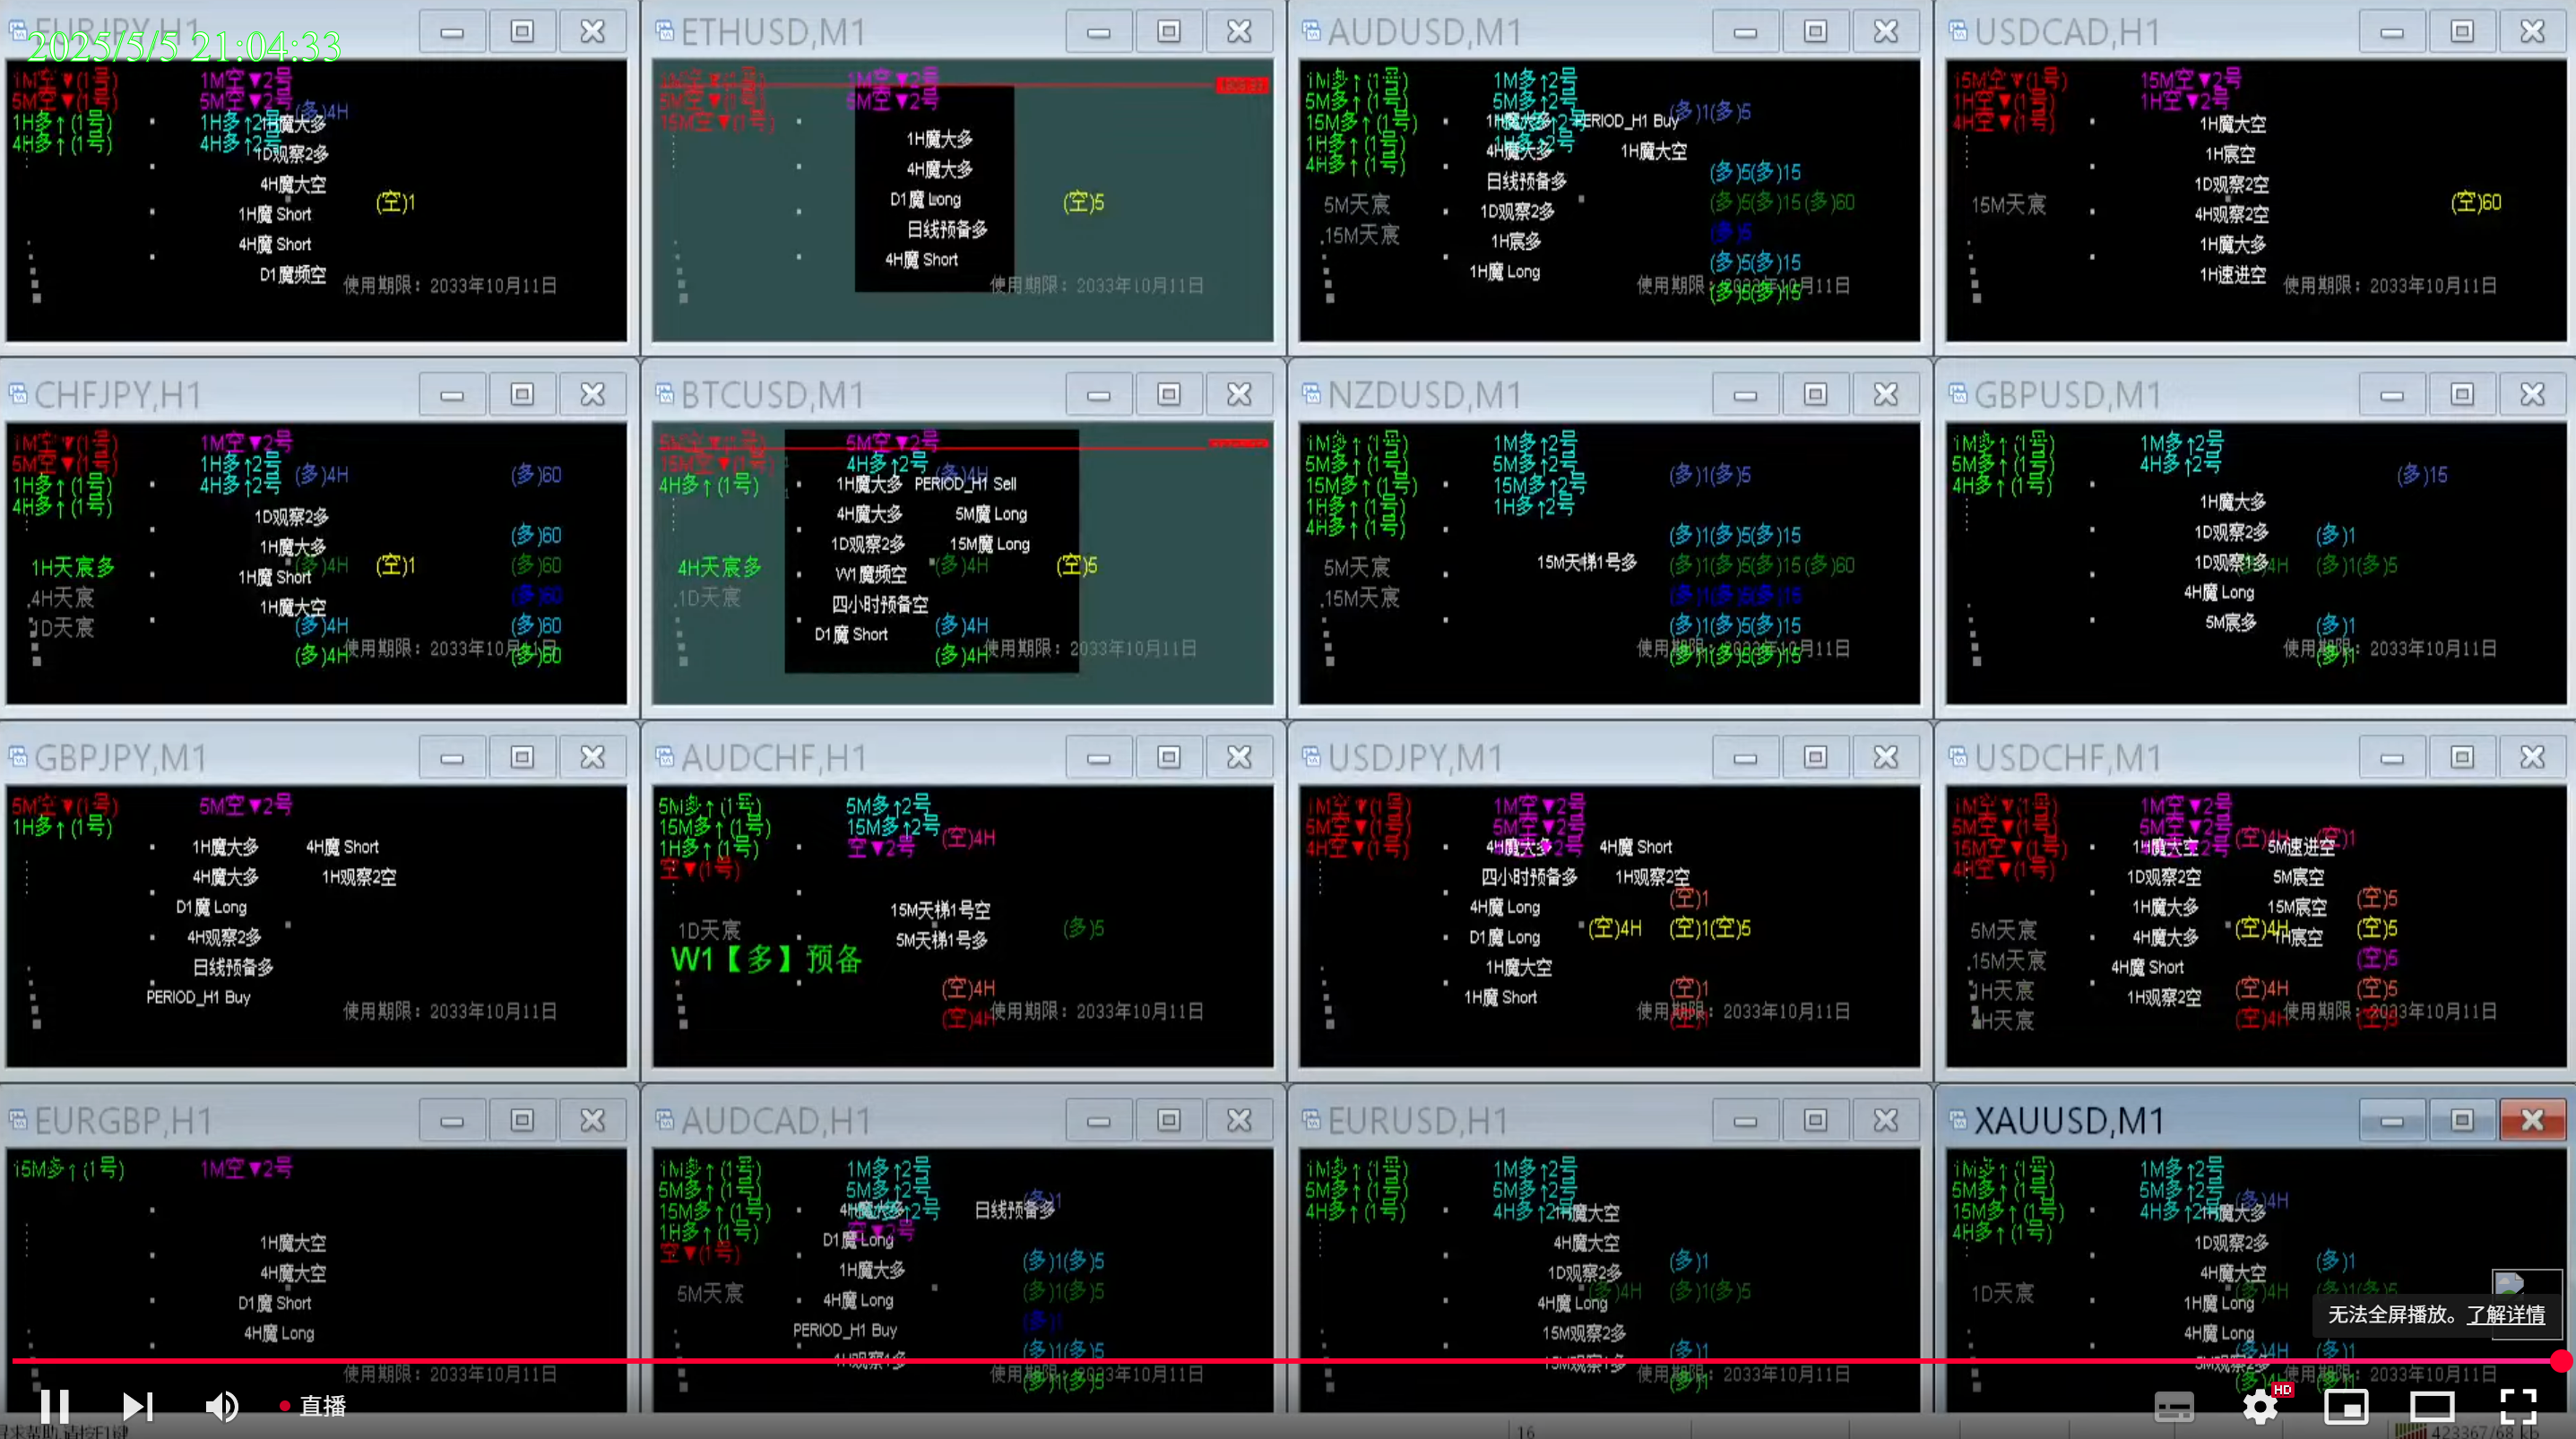 EURJPY,H1
2025/5/5 21:04:33
1M空▼(1号) 1M空▼2号
5M空▼(1号) 5M空▼2号
(多)4H
1H多↑(1号) 1H多↑2号 1H魔大多
4H多↑(1号) 4H多↑2号
1D观察2多
4H魔大空
(空)1
1H魔 Short
4H魔 Short
D1魔频空
使用期限：2033年10月11日
ETHUSD,M1
1M空▼(1号) 1M空▼2号
5M空▼(1号) 5M空▼2号
15M空▼(1号)
1H魔大多
4H魔大多
D1魔 Long (空)5
日线预备多
4H魔 Short
使用期限：2033年10月11日
AUDUSD,M1
1M多↑(1号) 1M多↑2号
5M多↑(1号) 5M多↑2号 (多)1(多)5
15M多↑(1号) 1H魔大多 PERIOD_H1 Buy
1H多↑(1号) 1H多↑2号
4H多↑(1号) 4H魔大多 1H魔大空
(多)5(多)15
日线预备多
5M天宸 1D观察2多 (多)5(多)15(多)60
15M天宸 1H宸多 (多)5
1H魔 Long (多)5(多)15
使用期限：2033年10月11日
(多)5(多)15
USDCAD,H1
15M空▼(1号) 15M空▼2号
1H空▼(1号) 1H空▼2号
4H空▼(1号) 1H魔大空
1H宸空
1D观察2空
15M天宸 4H观察2空 (空)60
1H魔大多
1H速进空
使用期限：2033年10月11日
CHFJPY,H1
1M空▼(1号) 1M空▼2号
5M空▼(1号) 1H多↑2号
(多)4H (多)60
1H多↑(1号) 4H多↑2号
4H多↑(1号)
1D观察2多 (多)60
1H魔大多
1H天宸多 (多)4H (空)1 (多)60
1H魔 Short
4H天宸 (多)60
1H魔大空
1D天宸 (多)4H (多)60
使用期限：2033年10月11日
(多)4H (多)60
BTCUSD,M1
5M空▼(1号) 5M空▼2号
15M空▼(1号) 4H多↑2号 (多)4H
4H多↑(1号) 1H魔大多 PERIOD_H1 Sell
4H魔大多 5M魔 Long
1D观察2多 15M魔 Long
4H天宸多 W1魔频空 (多)4H (空)5
1D天宸 四小时预备空
D1魔 Short (多)4H
使用期限：2033年10月11日
(多)4H
NZDUSD,M1
1M多↑(1号) 1M多↑2号
5M多↑(1号) 5M多↑2号 (多)1(多)5
15M多↑(1号) 15M多↑2号
1H多↑(1号) 1H多↑2号
4H多↑(1号) (多)1(多)5(多)15
5M天宸 15M天梯1号多 (多)1(多)5(多)15(多)60
15M天宸 (多)1(多)5(多)15
(多)1(多)5(多)15
使用期限：2033年10月11日
(多)1(多)5(多)15
GBPUSD,M1
1M多↑(1号) 1M多↑2号
5M多↑(1号) 4H多↑2号 (多)15
4H多↑(1号)
1H魔大多
1D观察2多 (多)1
1D观察1多 (多)4H (多)1(多)5
4H魔 Long
5M宸多 (多)1
使用期限：2033年10月11日
(多)1
GBPJPY,M1
5M空▼(1号) 5M空▼2号
1H多↑(1号)
1H魔大多 4H魔 Short
4H魔大多 1H观察2空
D1魔 Long
4H观察2多
日线预备多
PERIOD_H1 Buy
使用期限：2033年10月11日
AUDCHF,H1
5M多↑(1号) 5M多↑2号
15M多↑(1号) 15M多↑2号
(空)4H
1H多↑(1号) 空▼2号
空▼(1号)
15M天梯1号空
1D天宸 (多)5
5M天梯1号多
W1【多】预备
(空)4H
使用期限：2033年10月11日
(空)4H
USDJPY,M1
1M空▼(1号) 1M空▼2号
5M空▼(1号) 5M空▼2号
4H空▼(1号) 4H魔大多 4H魔 Short
四小时预备多 1H观察2空
4H魔 Long (空)1
D1魔 Long (空)4H (空)1(空)5
1H魔大空
1H魔 Short (空)1
使用期限：2033年10月11日
USDCHF,M1
1M空▼(1号) 1M空▼2号
5M空▼(1号) 5M空▼2号 (空)4H (空)1
15M空▼(1号) 1H魔大空 5M速进空
4H空▼(1号)
1D观察2空 5M宸空
1H魔大多 15M宸空 (空)5
5M天宸 4H魔大多 (空)4H 1H宸空 (空)5
15M天宸 4H魔 Short (空)5
1H天宸 1H观察2空 (空)4H (空)5
4H天宸 (空)4H (空)5
使用期限：2033年10月11日
EURGBP,H1
15M多↑(1号) 1M空▼2号
1H魔大空
4H魔大空
D1魔 Short
4H魔 Long
使用期限：2033年10月11日
AUDCAD,H1
1M多↑(1号) 1M多↑2号
5M多↑(1号) 5M多↑2号 (多)1
15M多↑(1号) 4H魔大多 日线预备多
1H多↑(1号) 空▼2号
空▼(1号) D1魔 Long
1H魔大多 (多)1(多)5
5M天宸 4H魔 Long (多)1(多)5
PERIOD_H1 Buy
1H观察1多 (多)1(多)5
使用期限：2033年10月11日
(多)1(多)5
EURUSD,H1
1M多↑(1号) 1M多↑2号
5M多↑(1号) 5M多↑2号
4H多↑(1号) 4H多↑2号 1H魔大空
4H魔大空
1D观察2多 (多)1
4H魔 Long (多)4H (多)1(多)5
15M观察2多
15M观察1多 (多)1
使用期限：2033年10月11日
(多)1
XAUUSD,M1
1M多↑(1号) 1M多↑2号
5M多↑(1号) 5M多↑2号 (多)4H
15M多↑(1号) 4H多↑2号 1H魔大多
4H多↑(1号) 1D观察2多
4H魔大空 (多)1
1D天宸 1H魔 Long (多)4H (多)1(多)5
4H魔 Long
5M观察2多 (多)4H (多)1
使用期限：2033年10月11日
无法全屏播放。了解详情
直播
HD
16
423367/68 kb